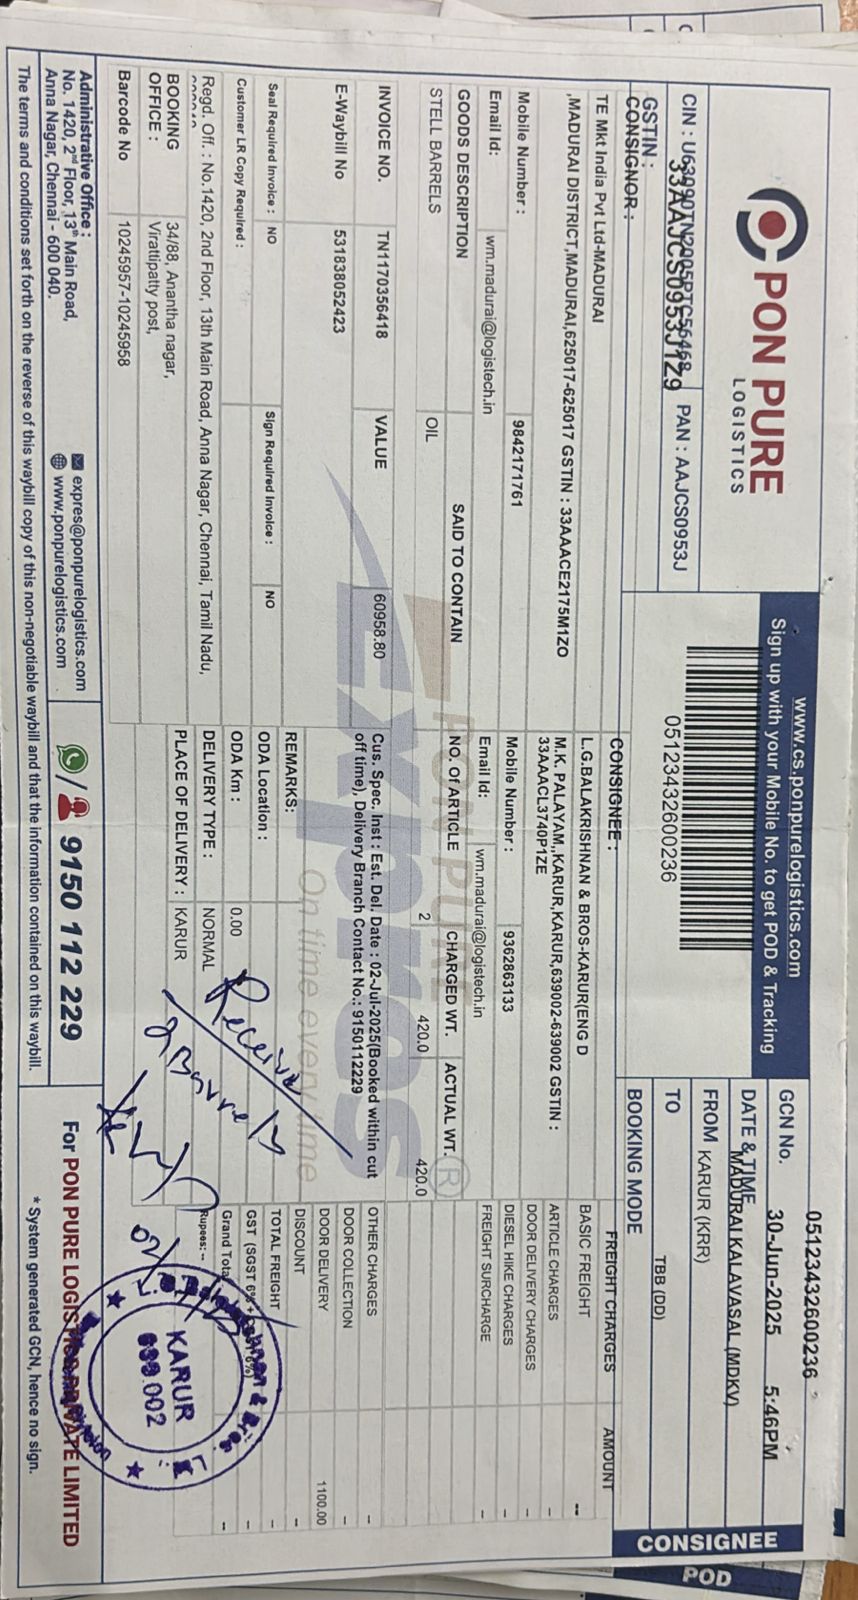 PON PURE
LOGISTICS
www.cs.ponpurelogistics.com
Sign up with your Mobile No. to get POD & Tracking
05123432600236
CIN : U63090TN2005PTC56468 PAN : AAJCS0953J
GSTIN : 33AAJCS0953J1Z9
GCN No. 05123432600236
DATE & TIME 30-Jun-2025 5:46PM
FROM MADURAI KALAVASAL (MDKV)
TO KARUR (KRR)
BOOKING MODE TBB (DD)
CONSIGNEE
POD
CONSIGNOR :
TE Mkt India Pvt Ltd-MADURAI
,MADURAI DISTRICT,MADURAI,625017-625017 GSTIN : 33AAACE2175M1ZO
Mobile Number : 9842171761
Email Id: wm.madurai@logistech.in
CONSIGNEE :
L.G.BALAKRISHNAN & BROS-KARUR(ENG D
M.K. PALAYAM,,KARUR,KARUR,639002-639002 GSTIN :
33AAACL3740P1ZE
Mobile Number : 9362863133
Email Id: wm.madurai@logistech.in
GOODS DESCRIPTION SAID TO CONTAIN NO. Of ARTICLE CHARGED WT. ACTUAL WT.
STELL BARRELS OIL 2 420.0 420.0
INVOICE NO. TN1170356418 VALUE 60958.80
E-Waybill No 531838052423
Cus. Spec. Inst : Est. Del. Date : 02-Jul-2025(Booked within cut
off time), Delivery Branch Contact No.: 9150112229
Seal Required Invoice : NO Sign Required Invoice : NO
Customer LR Copy Required :
REMARKS:
ODA Location :
ODA Km : 0.00
DELIVERY TYPE : NORMAL
PLACE OF DELIVERY : KARUR
Regd. Off. : No.1420, 2nd Floor, 13th Main Road, Anna Nagar, Chennai, Tamil Nadu,
BOOKING OFFICE : 34/88, Anantha nagar,
Virattipatty post,
Barcode No 10245957-10245958
FREIGHT CHARGES AMOUNT
BASIC FREIGHT --
ARTICLE CHARGES -
DOOR DELIVERY CHARGES -
DIESEL HIKE CHARGES -
FREIGHT SURCHARGE -
OTHER CHARGES -
DOOR COLLECTION -
DOOR DELIVERY 1100.00
DISCOUNT -
TOTAL FREIGHT -
GST (SGST 6% + 6%) -
Grand Total --
Rupees: --
PON PURE
Expres
On time every time
®
Received
2 Barrels
KARUR
639.002
Administrative Office :
No. 1420, 2nd Floor, 13th Main Road,
Anna Nagar, Chennai - 600 040.
expres@ponpurelogistics.com
www.ponpurelogistics.com
/ 9150 112 229
For PON PURE LOGISTICS PRIVATE LIMITED
* System generated GCN, hence no sign.
The terms and conditions set forth on the reverse of this waybill copy of this non-negotiable waybill and that the information contained on this waybill.